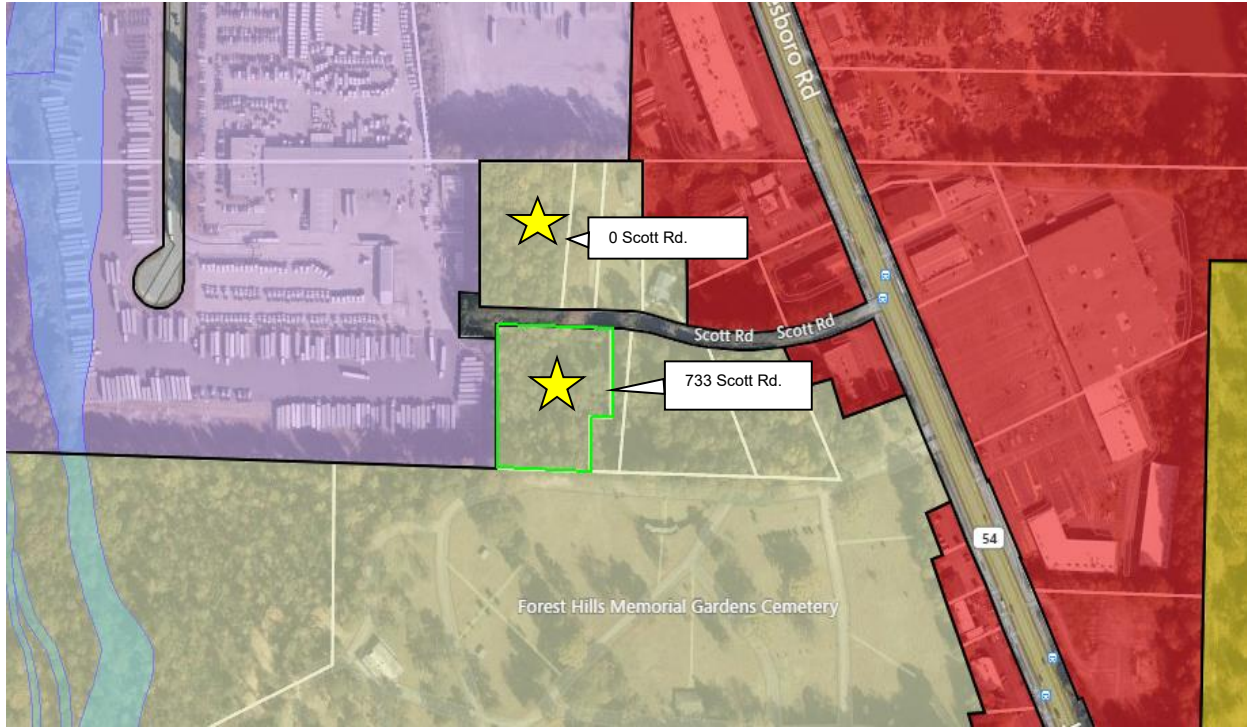 sboro Rd
0 Scott Rd.
Scott Rd
Scott Rd
733 Scott Rd.
54
Forest Hills Memorial Gardens Cemetery